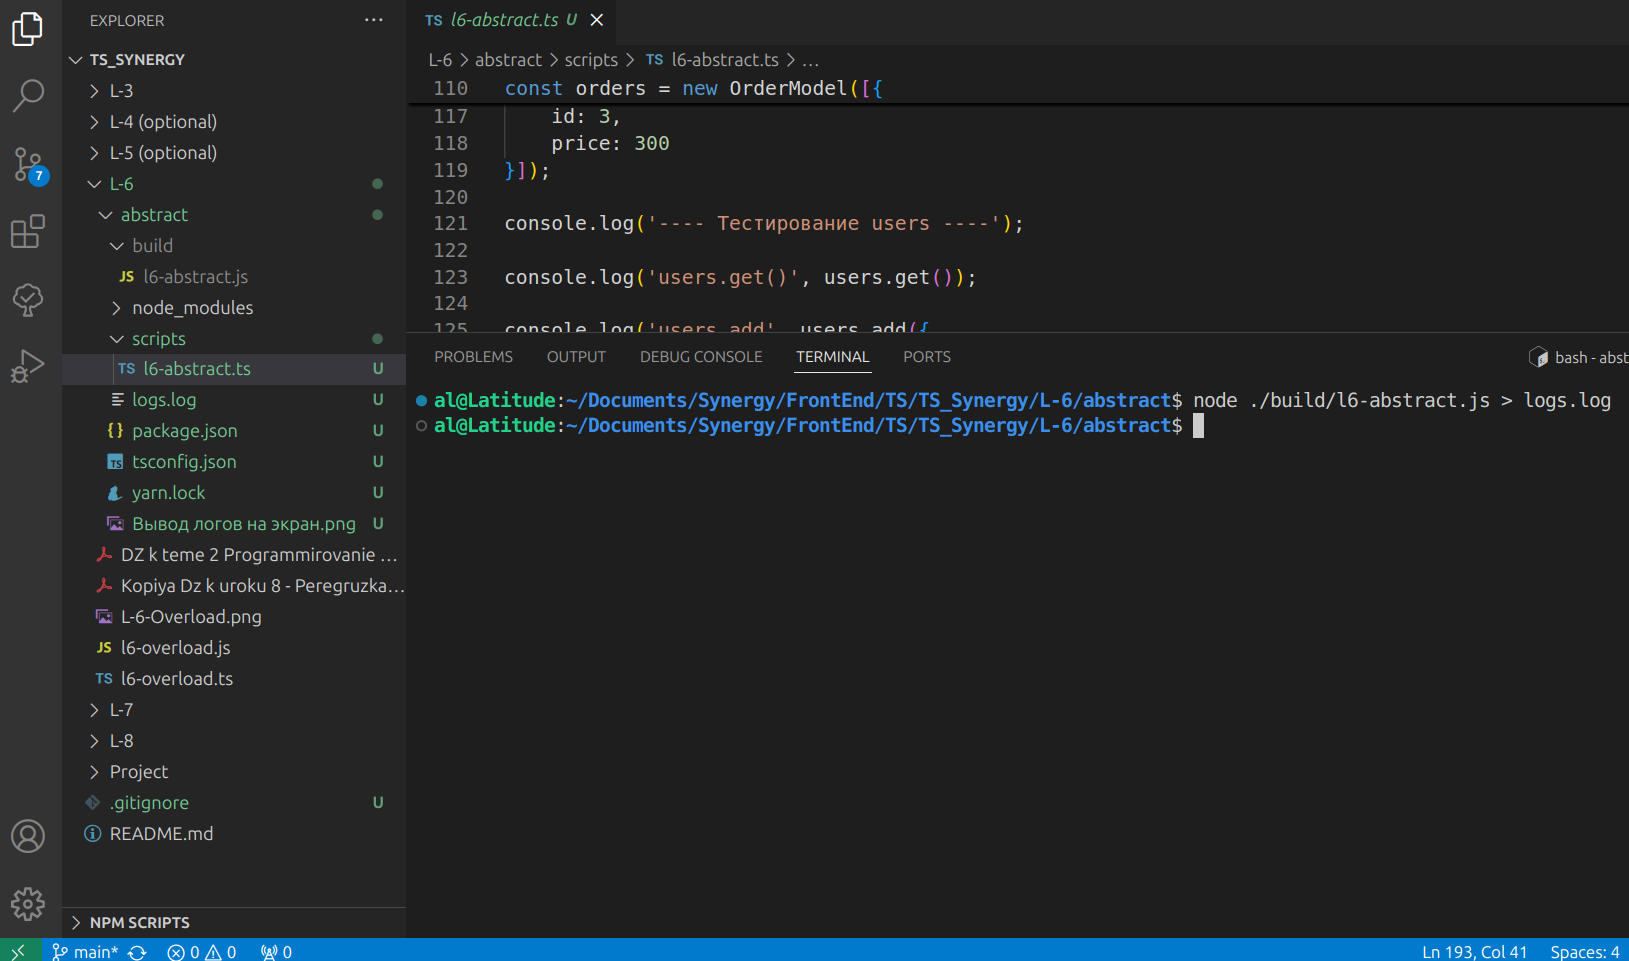 EXPLORER
TS_SYNERGY
L-3
L-4 (optional)
L-5 (optional)
L-6
abstract
build
JS l6-abstract.js
node_modules
scripts
TS l6-abstract.ts U
logs.log U
{} package.json U
TS tsconfig.json U
yarn.lock U
Вывод логов на экран.png U
DZ k teme 2 Programmirovanie ...
Kopiya Dz k uroku 8 - Peregruzka...
L-6-Overload.png
JS l6-overload.js
TS l6-overload.ts
L-7
L-8
Project
.gitignore U
README.md
NPM SCRIPTS
7
TS l6-abstract.ts U
L-6 > abstract > scripts > TS l6-abstract.ts > ...
110 const orders = new OrderModel([{
117 id: 3,
118 price: 300
119 }]);
120
121 console.log('---- Тестирование users ----');
122
123 console.log('users.get()', users.get());
124
125 console.log('users.add', users.add({
PROBLEMS OUTPUT DEBUG CONSOLE TERMINAL PORTS bash - abst
al@Latitude:~/Documents/Synergy/FrontEnd/TS/TS_Synergy/L-6/abstract$ node ./build/l6-abstract.js > logs.log
al@Latitude:~/Documents/Synergy/FrontEnd/TS/TS_Synergy/L-6/abstract$
main* 0 0 0 Ln 193, Col 41 Spaces: 4